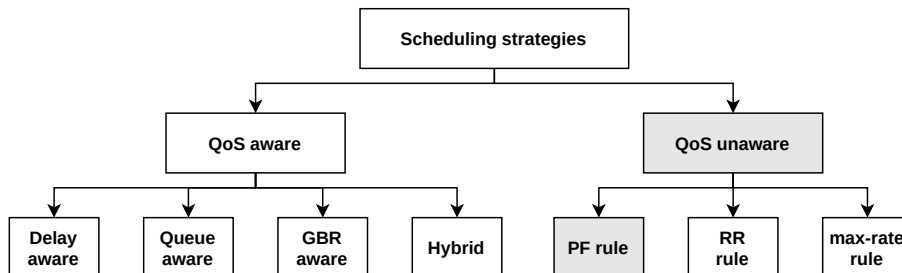 Scheduling strategies
QoS aware
QoS unaware
Delay
aware
Queue
aware
GBR
aware
Hybrid
PF rule
RR
rule
max-rate
rule